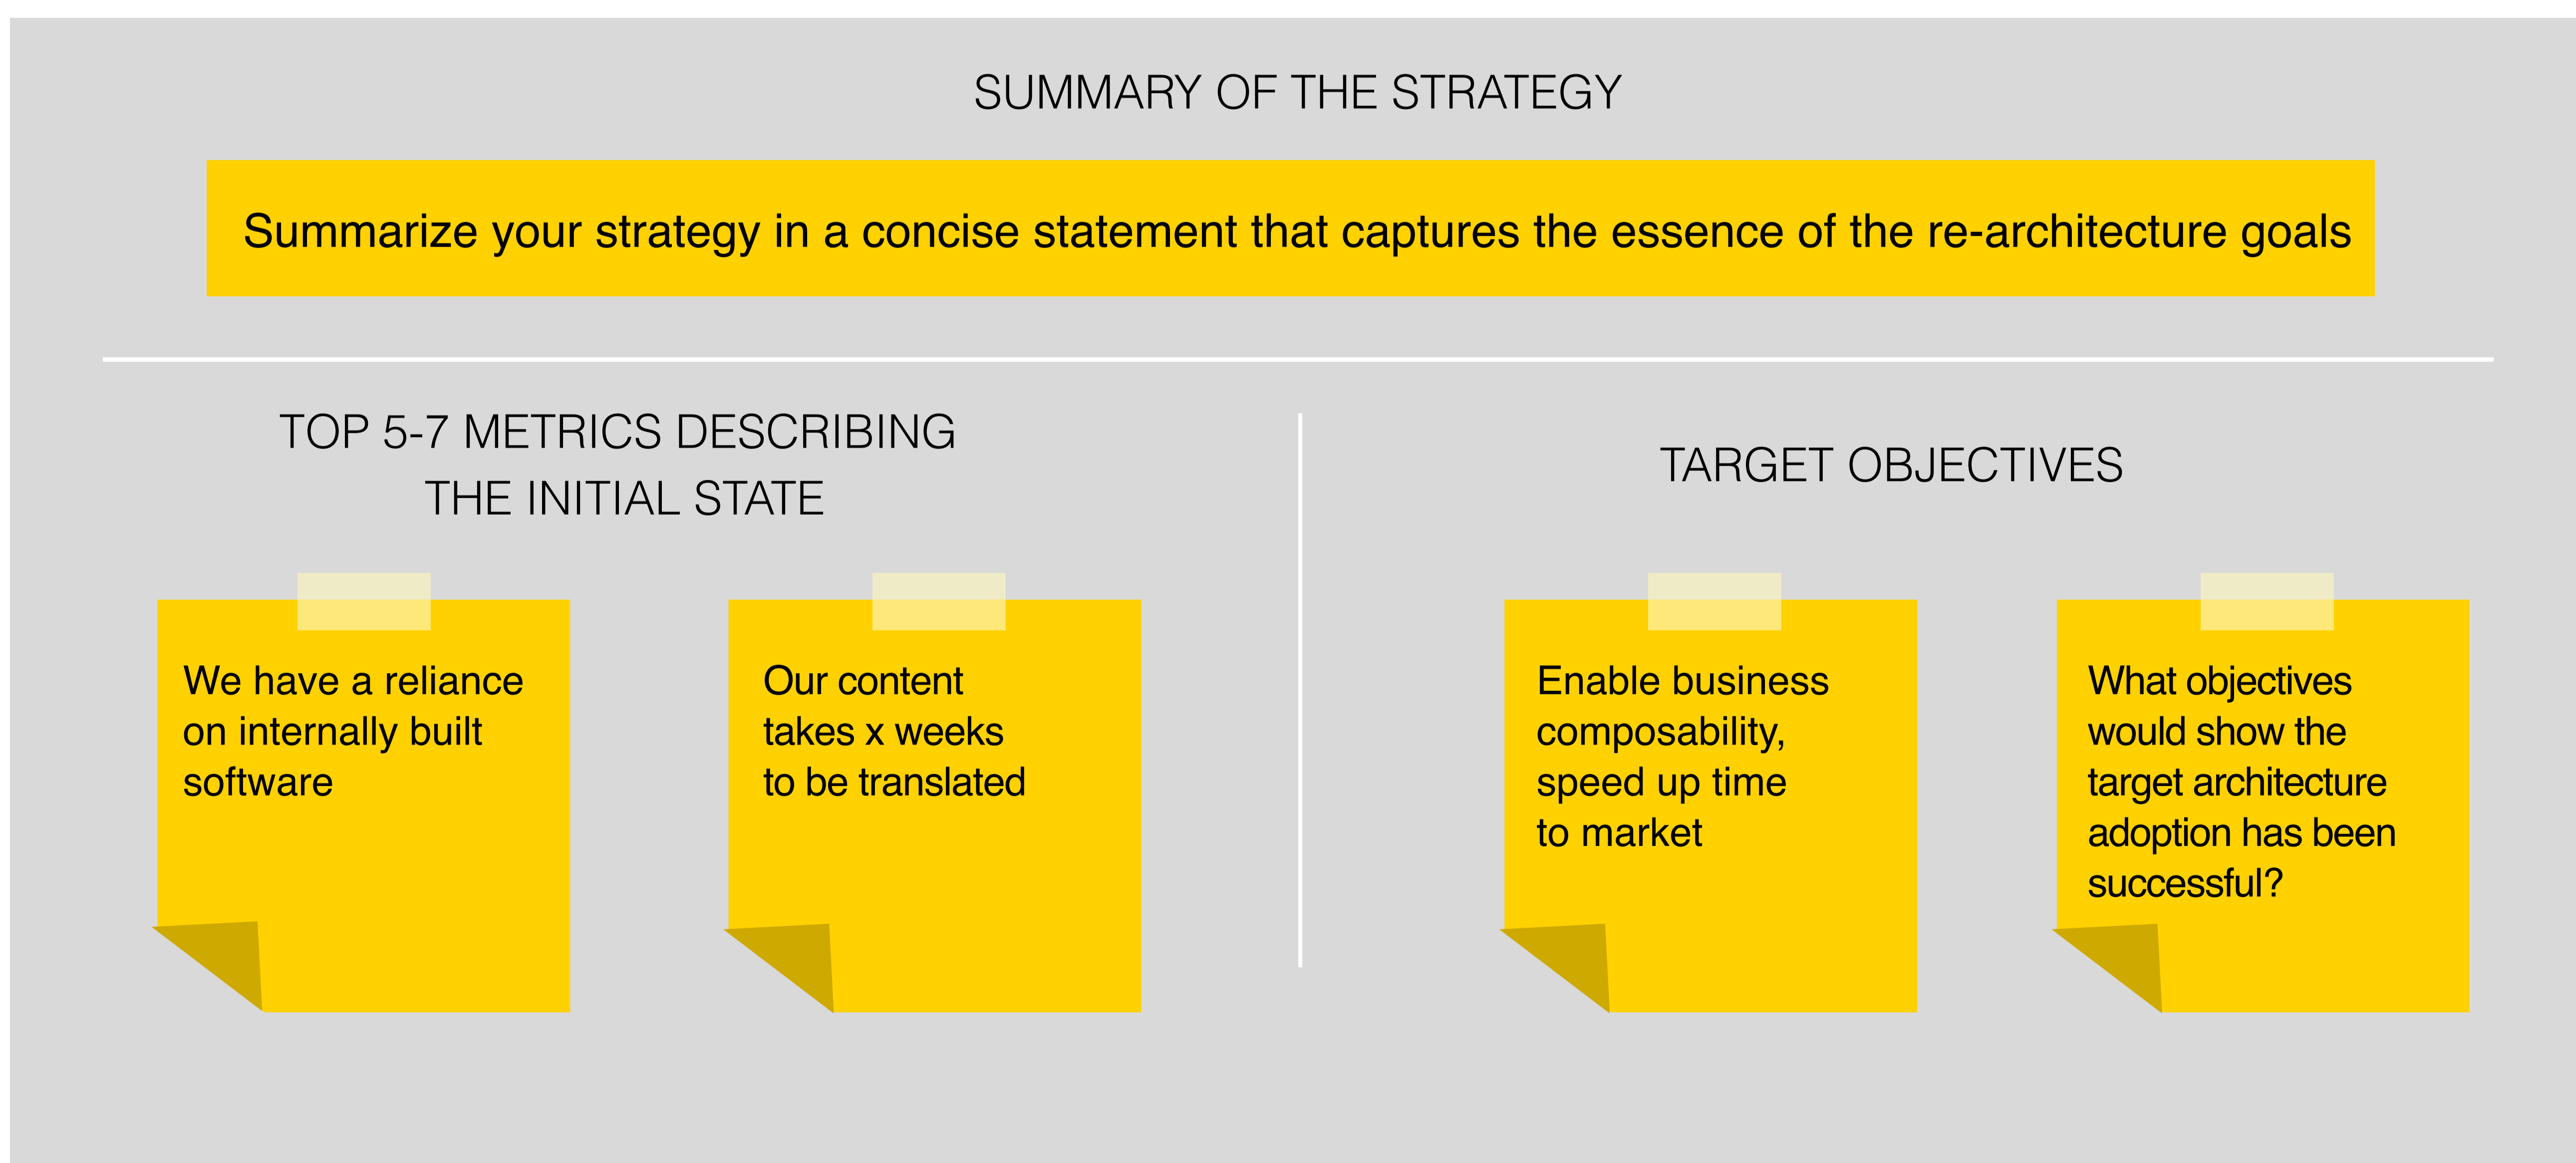 SUMMARY OF THE STRATEGY
Summarize your strategy in a concise statement that captures the essence of the re-architecture goals
TOP 5-7 METRICS DESCRIBING
THE INITIAL STATE
We have a reliance
on internally built
software
Our content
takes x weeks
to be translated
TARGET OBJECTIVES
Enable business
composability,
speed up time
to market
What objectives
would show the
target architecture
adoption has been
successful?